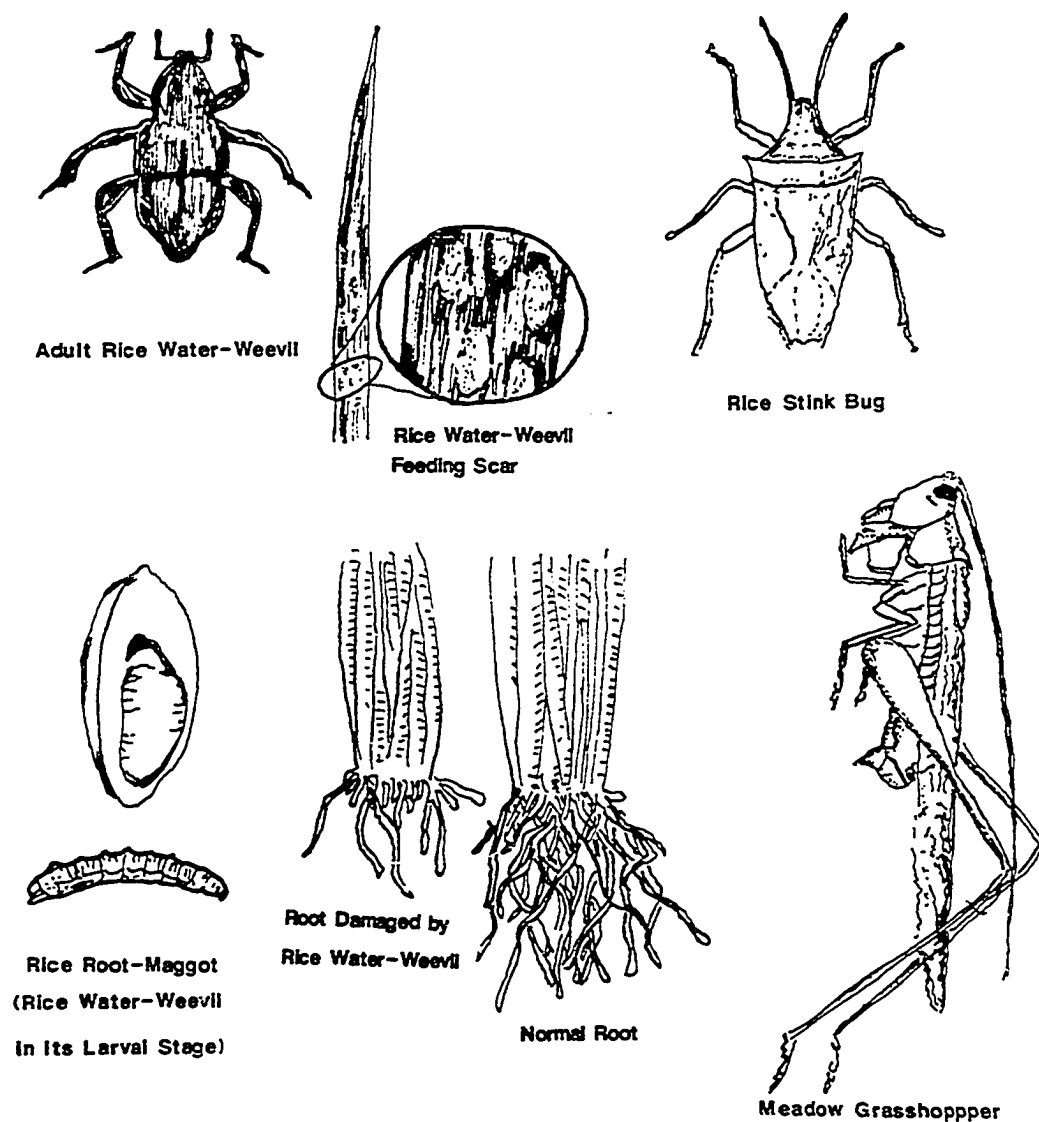 Adult Rice Water-Weevil
Rice Water-Weevil
Feeding Scar
Rice Stink Bug
Rice Root-Maggot
(Rice Water-Weevil
in Its Larval Stage)
Root Damaged by
Rice Water-Weevil
Normal Root
Meadow Grasshoppper